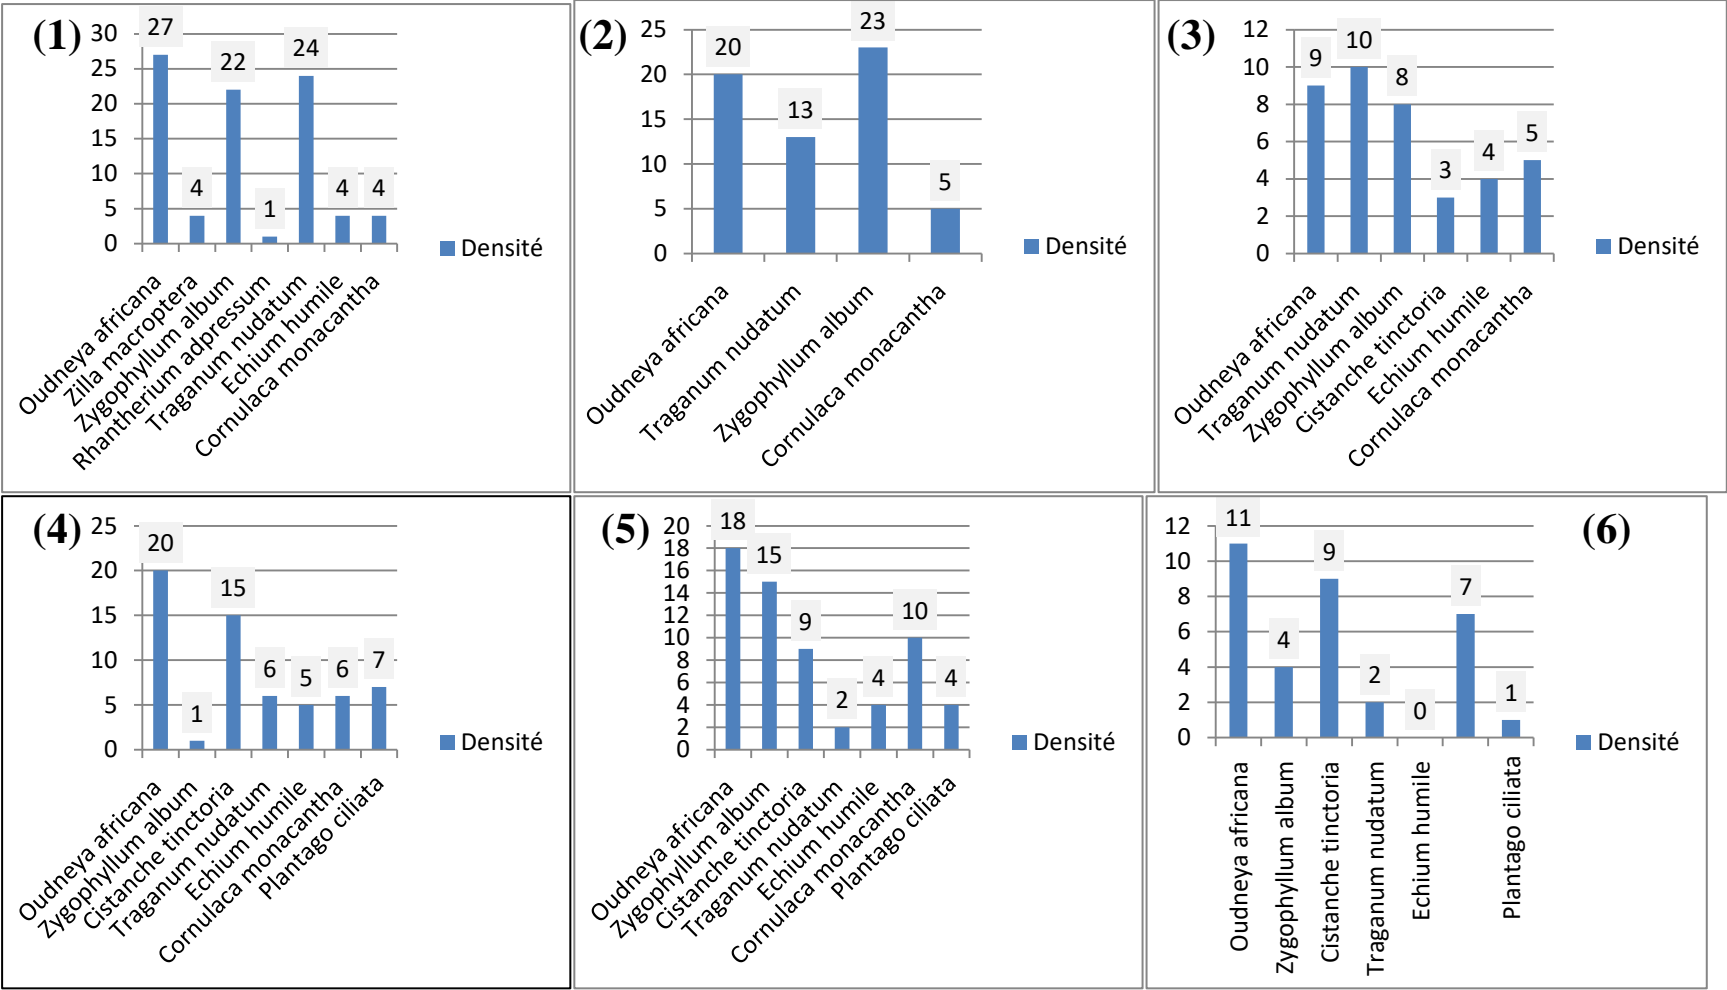 (1)
30
25
20
15
10
5
0
27
4
22
1
24
4
4
Oudneya africana
Zilla macroptera
Zygophyllum album
Rhantherium adpressum
Traganum nudatum
Echium humile
Cornulaca monacantha
Densité
(2)
25
20
15
10
5
0
20
13
23
5
Oudneya africana
Traganum nudatum
Zygophyllum album
Cornulaca monacantha
Densité
(3)
12
10
8
6
4
2
0
9
10
8
3
4
5
Oudneya africana
Traganum nudatum
Zygophyllum album
Cistanche tinctoria
Echium humile
Cornulaca monacantha
Densité
(4)
25
20
15
10
5
0
20
1
15
6
5
6
7
Oudneya africana
Zygophyllum album
Cistanche tinctoria
Traganum nudatum
Echium humile
Cornulaca monacantha
Plantago ciliata
Densité
(5)
20
18
16
14
12
10
8
6
4
2
0
18
15
9
2
4
10
4
Oudneya africana
Zygophyllum album
Cistanche tinctoria
Traganum nudatum
Echium humile
Cornulaca monacantha
Plantago ciliata
Densité
(6)
12
10
8
6
4
2
0
11
4
9
2
0
7
1
Oudneya africana
Zygophyllum album
Cistanche tinctoria
Traganum nudatum
Echium humile
Plantago ciliata
Densité